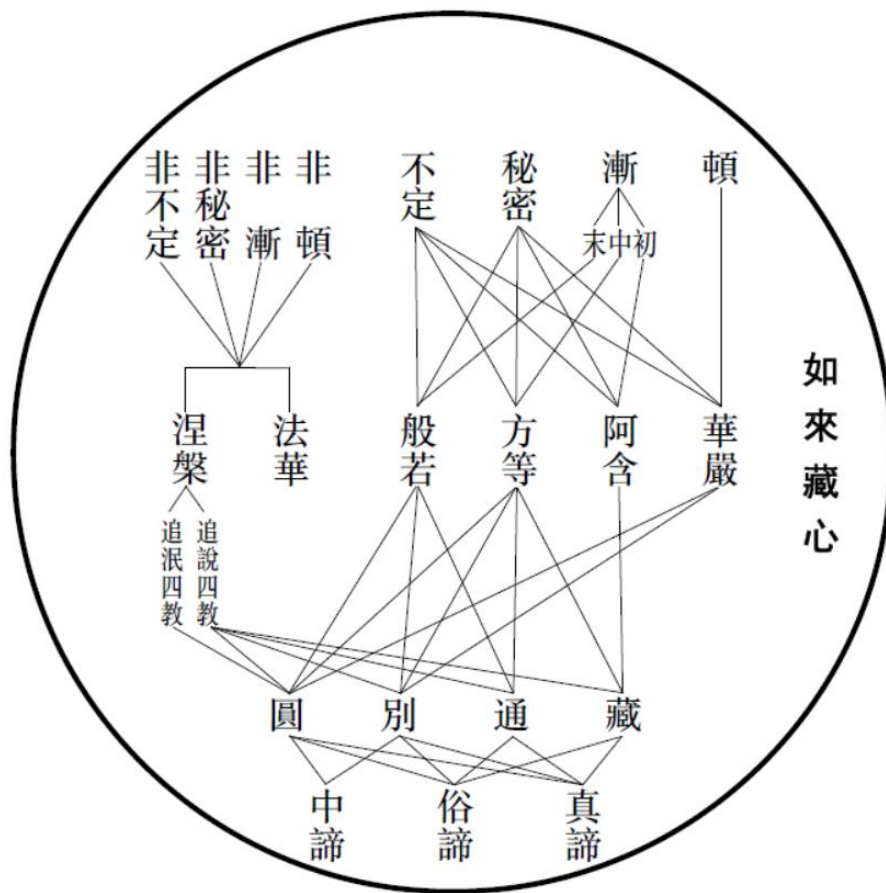 如來藏心
頓
漸
秘密
不定
非頓
非漸
非秘密
非不定
初
中
末
華嚴
阿含
方等
般若
法華
涅槃
追說四教
追泯四教
藏
通
別
圓
真諦
俗諦
中諦